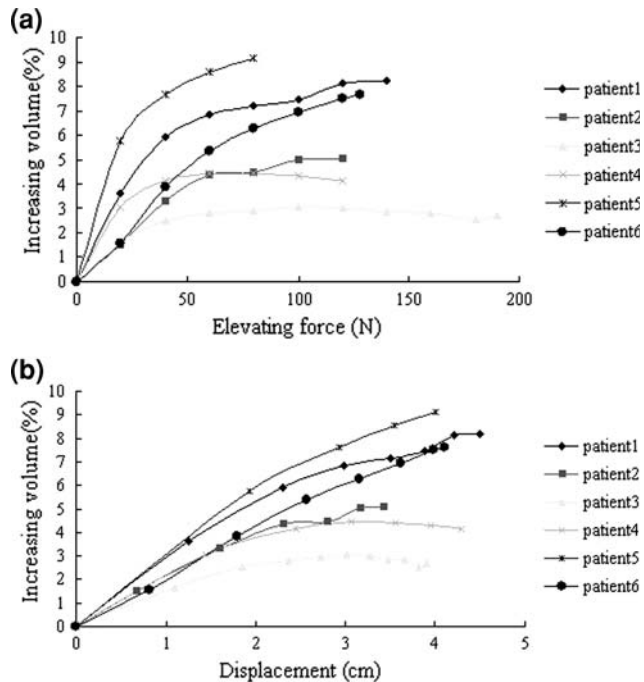 (a)
Increasing volume(%)
10
9
8
7
6
5
4
3
2
1
0
0 50 100 150 200
Elevating force (N)
patient1
patient2
patient3
patient4
patient5
patient6
(b)
Increasing volume(%)
10
9
8
7
6
5
4
3
2
1
0
0 1 2 3 4 5
Displacement (cm)
patient1
patient2
patient3
patient4
patient5
patient6